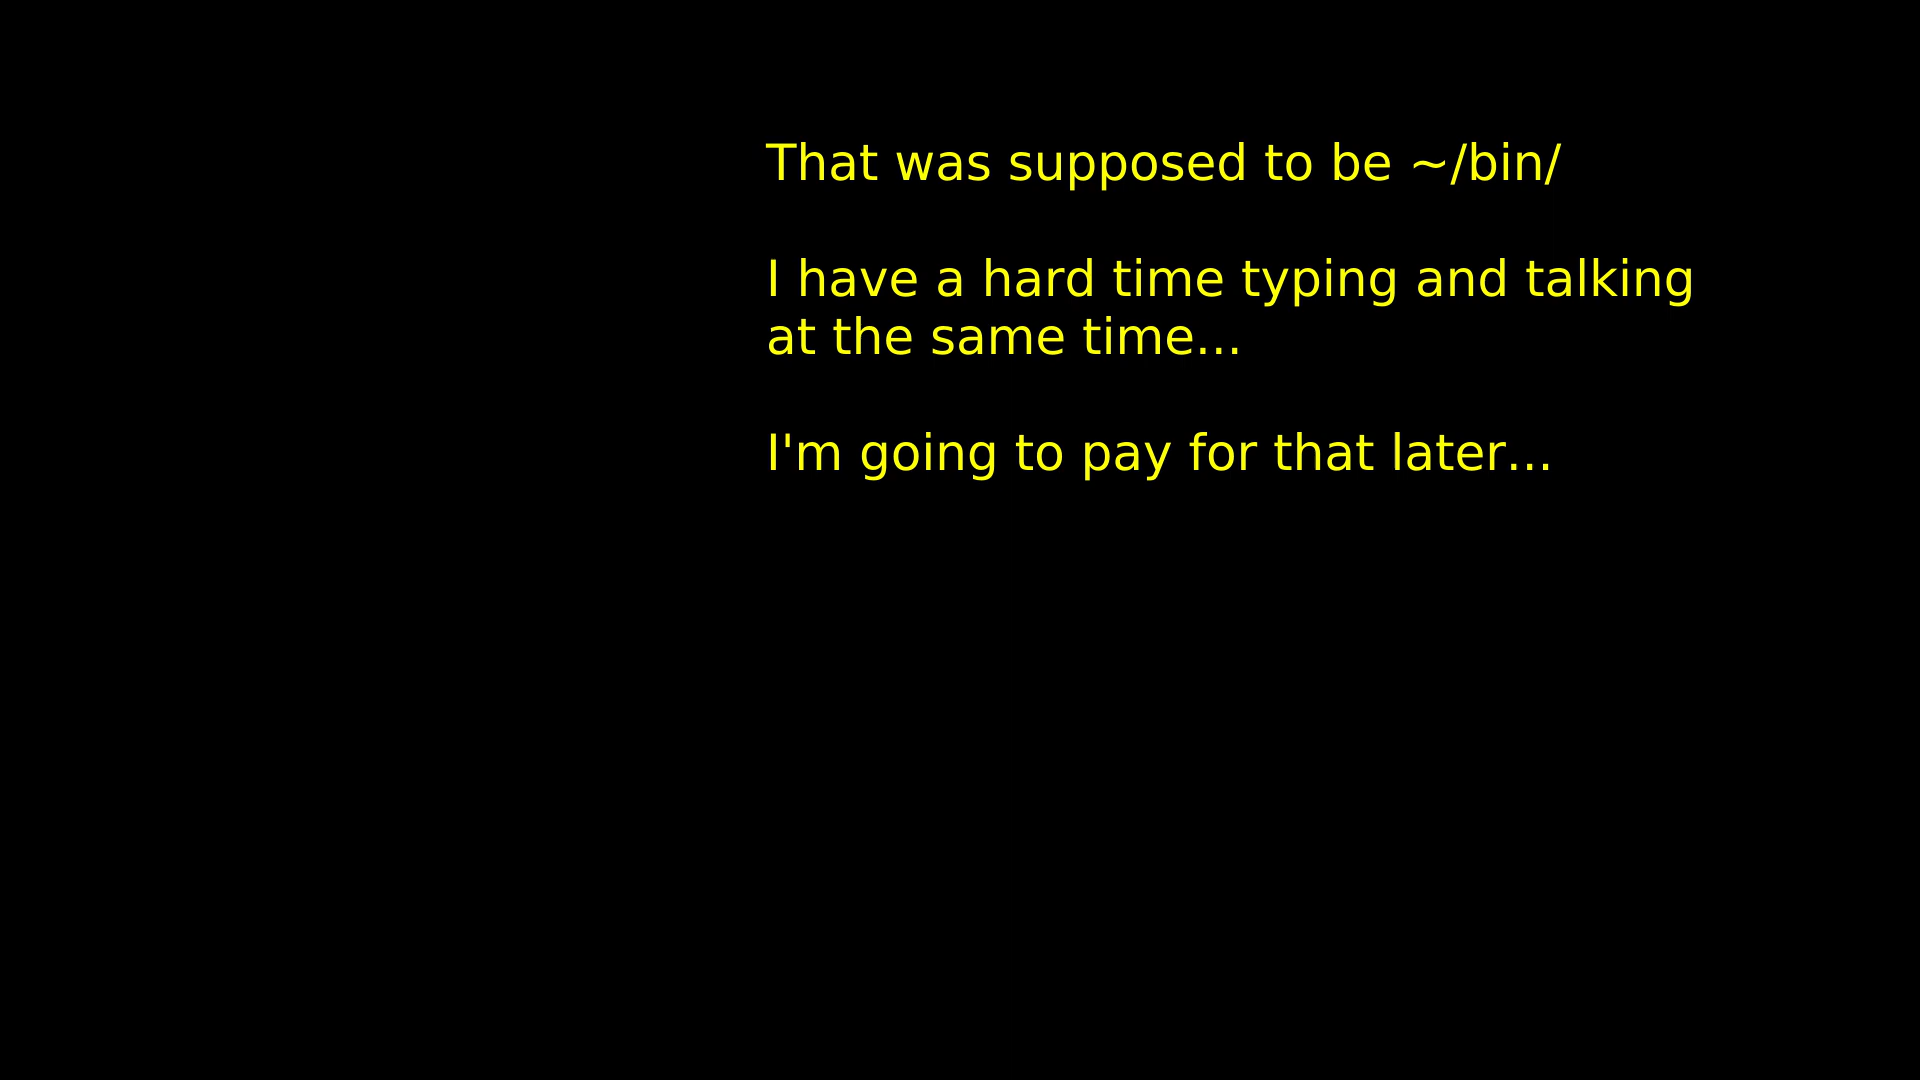 That was supposed to be ~/bin/
I have a hard time typing and talking
at the same time...
I'm going to pay for that later...